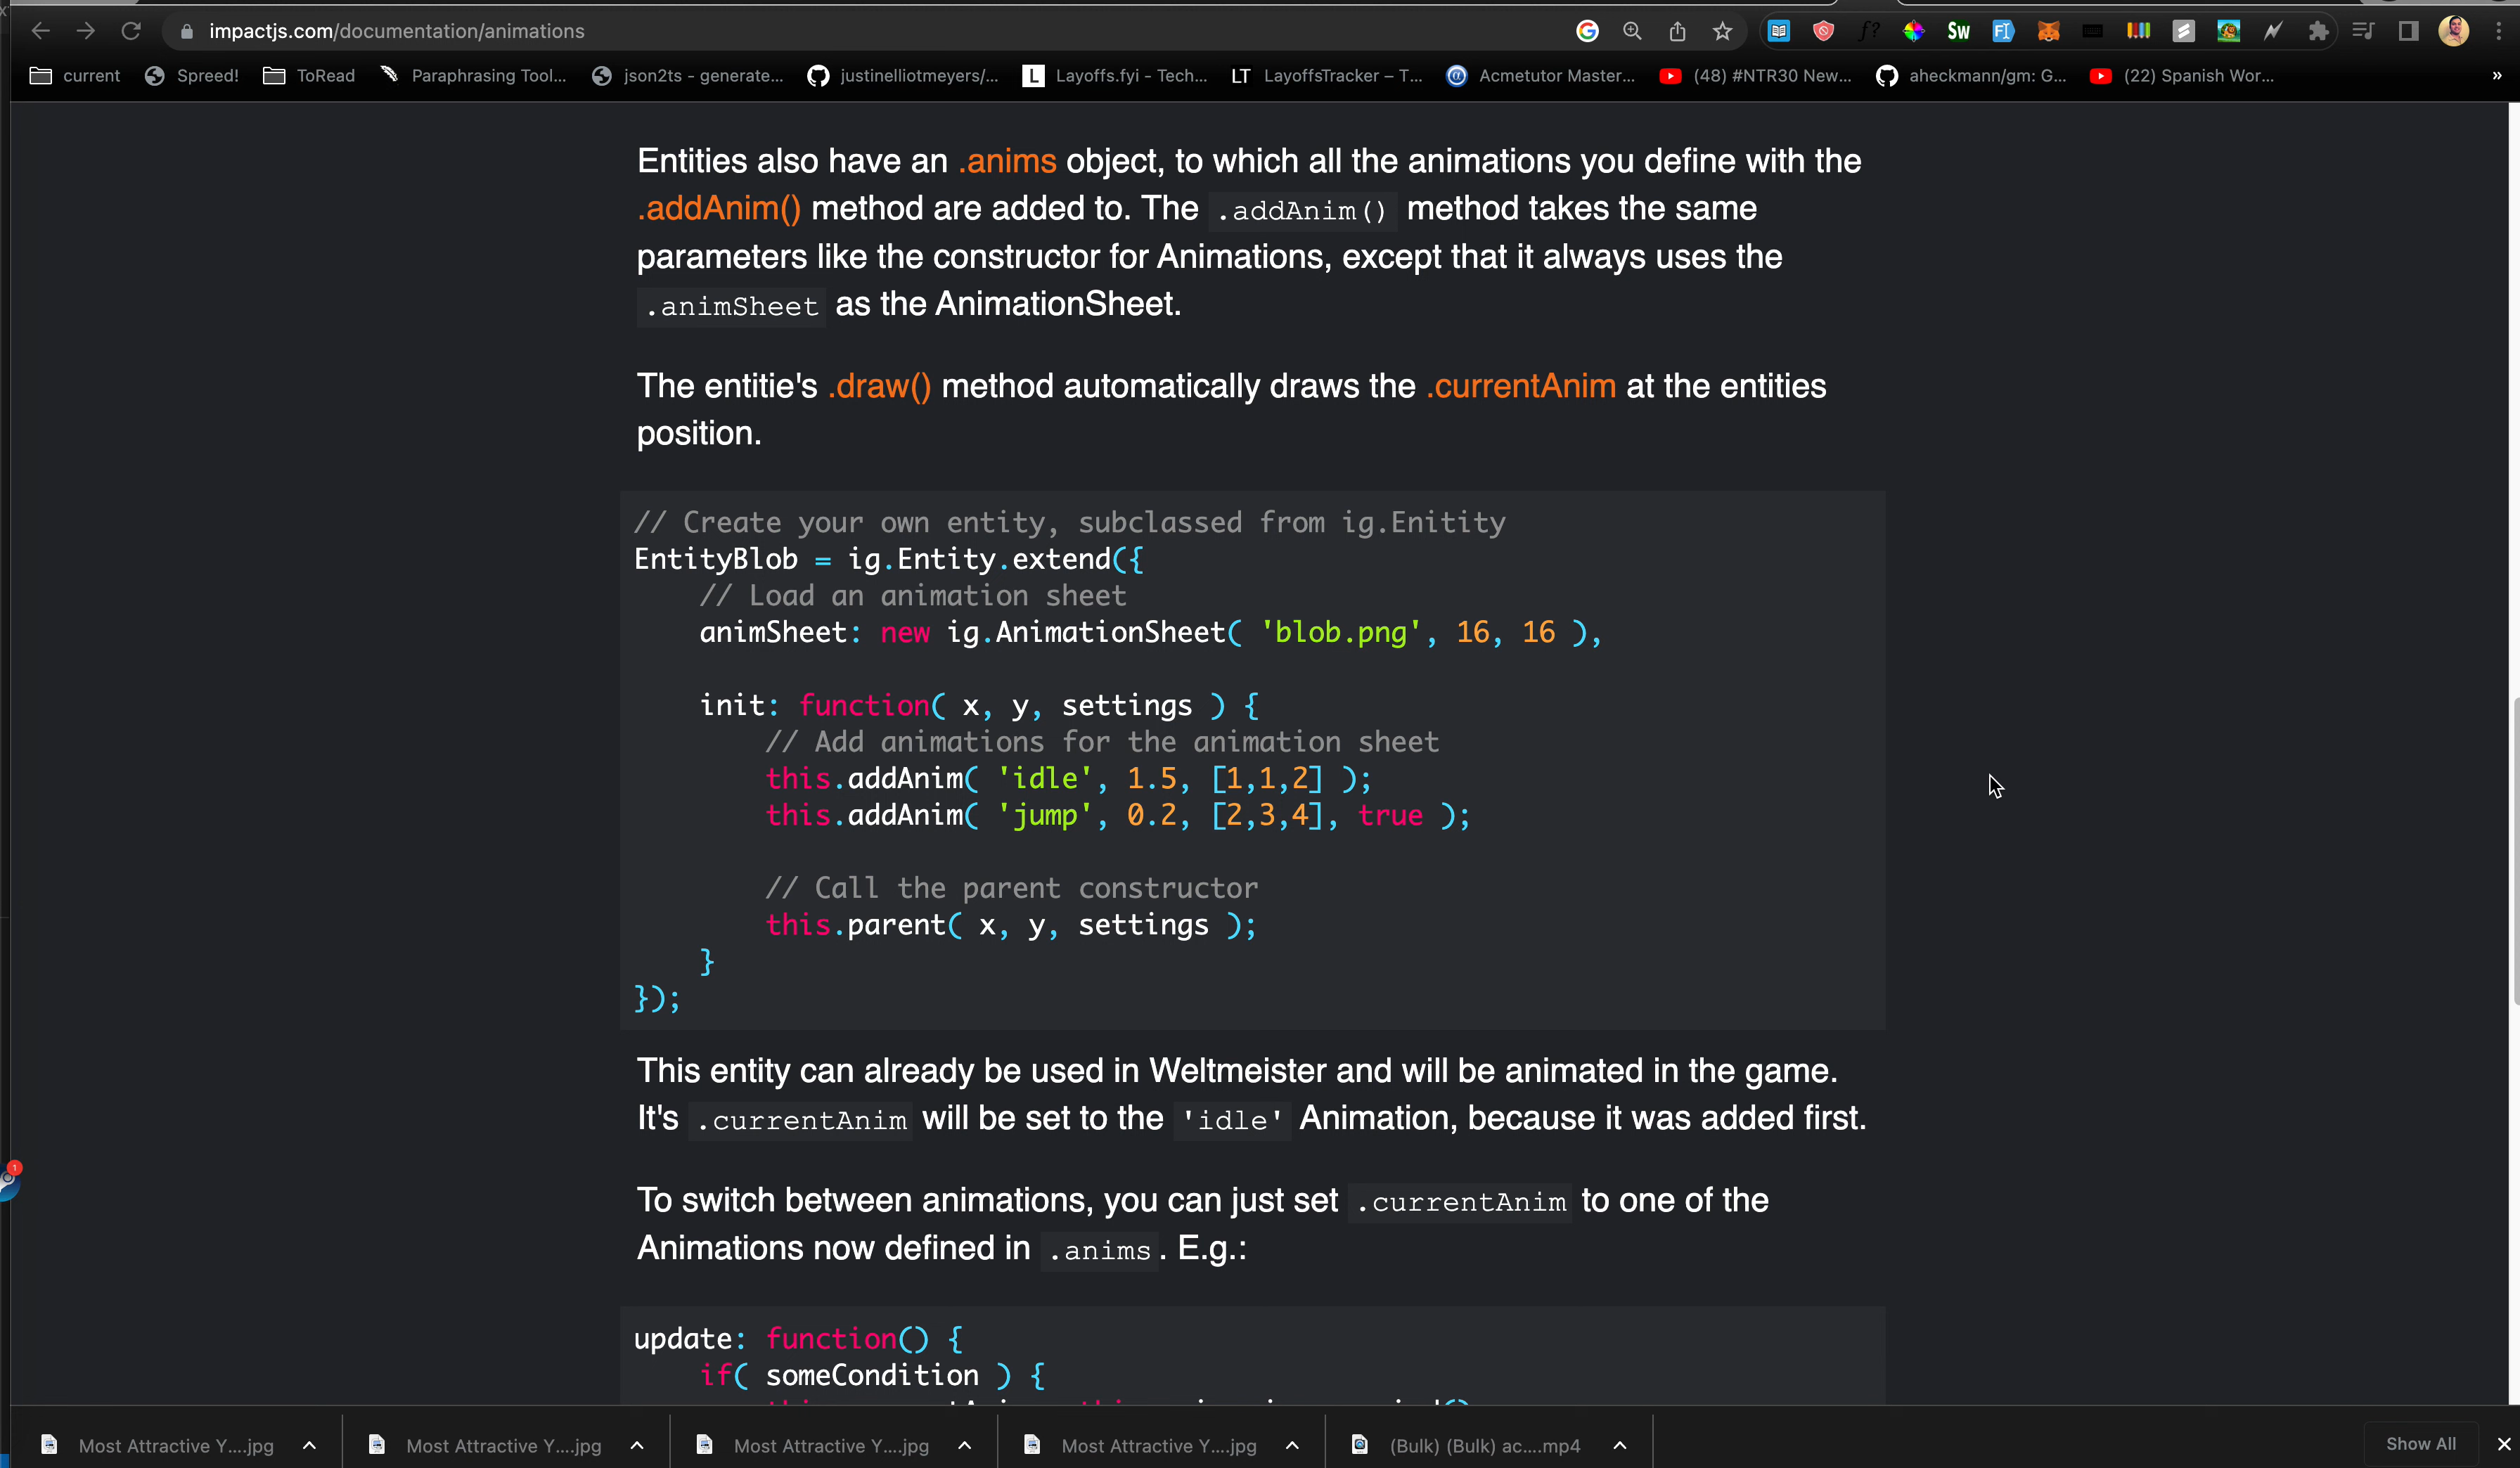 impactjs.com/documentation/animations
current
Spreed!
ToRead
Paraphrasing Tool...
json2ts - generate...
justinelliotmeyers/...
Layoffs.fyi - Tech...
LT LayoffsTracker – T...
Acmetutor Master...
(48) #NTR30 New...
aheckmann/gm: G...
(22) Spanish Wor...
»
Entities also have an .anims object, to which all the animations you define with the
.addAnim() method are added to. The .addAnim() method takes the same
parameters like the constructor for Animations, except that it always uses the
.animSheet as the AnimationSheet.
The entitie's .draw() method automatically draws the .currentAnim at the entities
position.
// Create your own entity, subclassed from ig.Enitity
EntityBlob = ig.Entity.extend({
// Load an animation sheet
animSheet: new ig.AnimationSheet( 'blob.png', 16, 16 ),
init: function( x, y, settings ) {
// Add animations for the animation sheet
this.addAnim( 'idle', 1.5, [1,1,2] );
this.addAnim( 'jump', 0.2, [2,3,4], true );
// Call the parent constructor
this.parent( x, y, settings );
}
});
This entity can already be used in Weltmeister and will be animated in the game.
It's .currentAnim will be set to the 'idle' Animation, because it was added first.
To switch between animations, you can just set .currentAnim to one of the
Animations now defined in .anims. E.g.:
update: function() {
if( someCondition ) {
1
Most Attractive Y....jpg
Most Attractive Y....jpg
Most Attractive Y....jpg
Most Attractive Y....jpg
(Bulk) (Bulk) ac....mp4
Show All